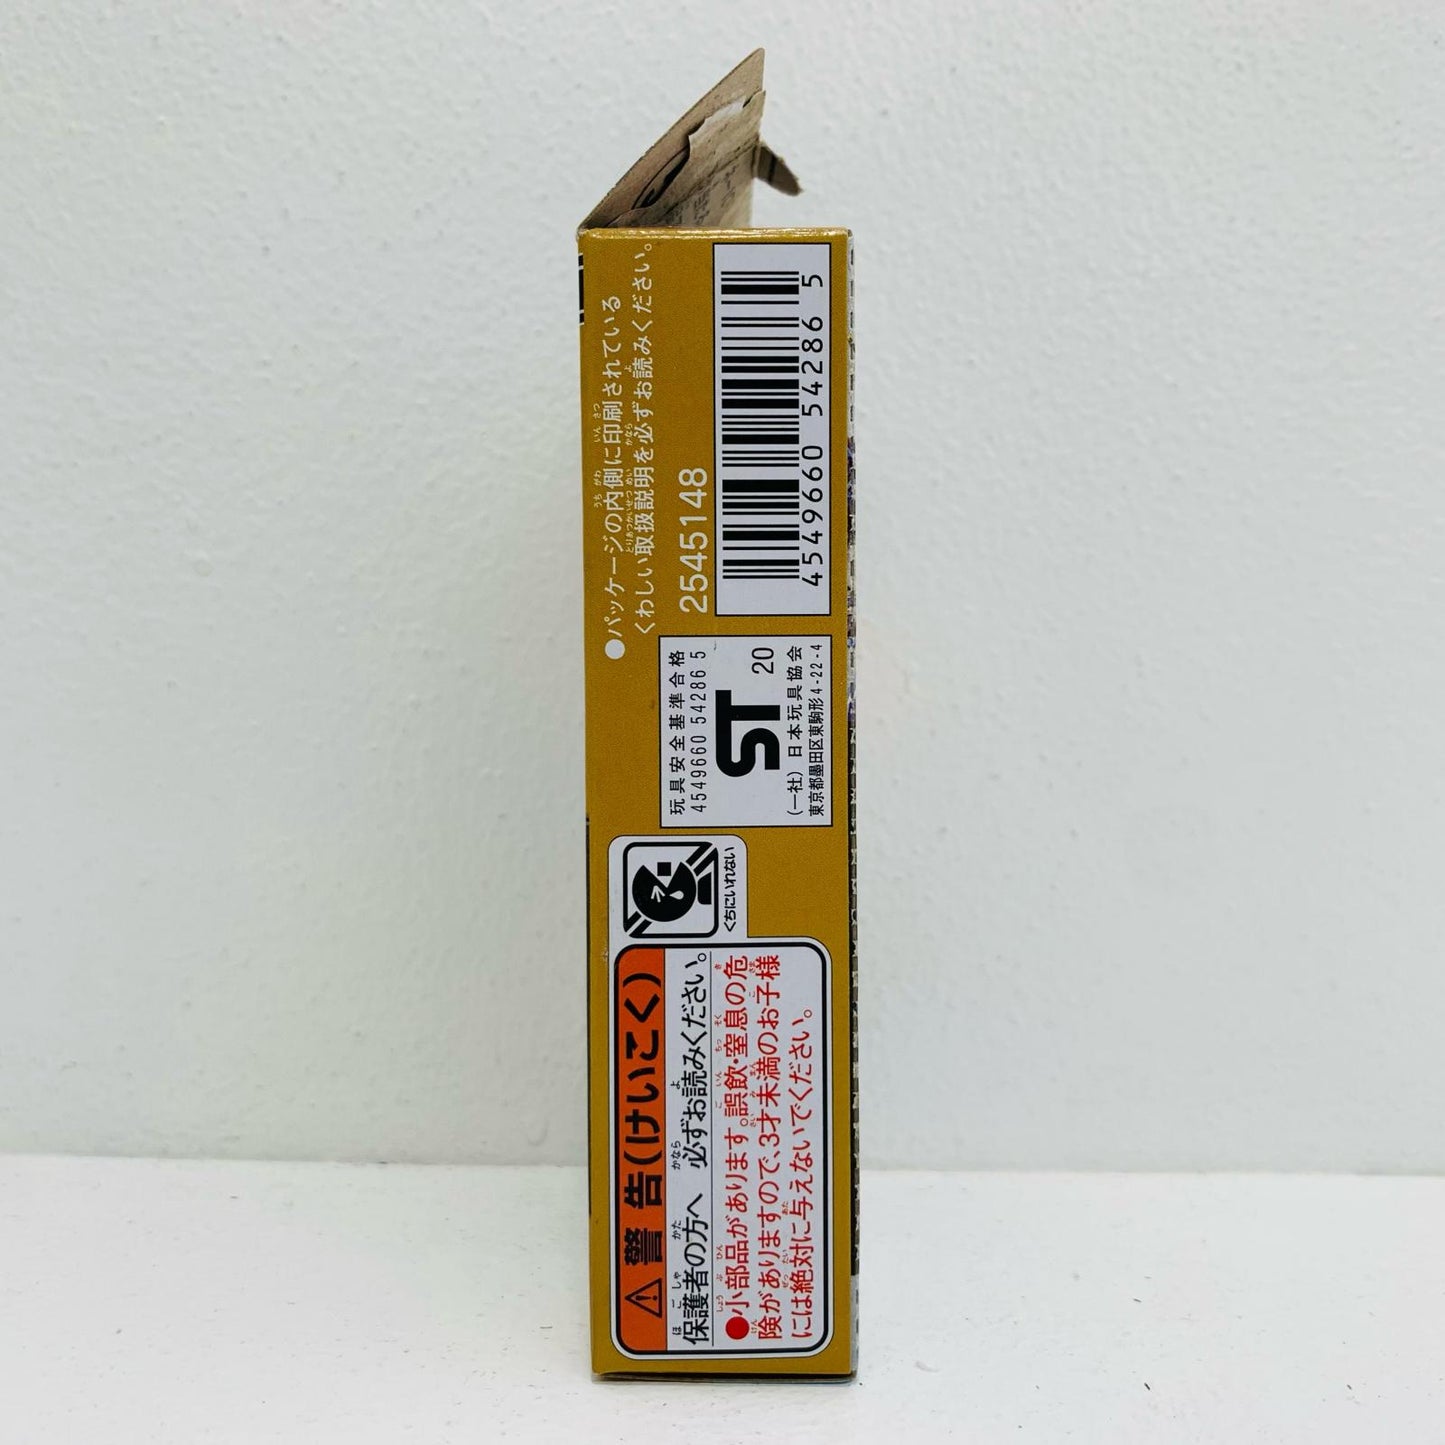 ●パッケージの内側に印刷されている
くわしい取扱説明を必ずお読みください。
2545148
4549660 542865
玩具安全基準合格
4549660 54286 5
ST 20
(一社)日本玩具協会
東京都墨田区東駒形4-22-4
くちにいれない
⚠警告(けいこく)
保護者の方へ 必ずお読みください。
●小部品があります。誤飲・窒息の危
険がありますので、3才未満のお子様
には絶対に与えないでください。